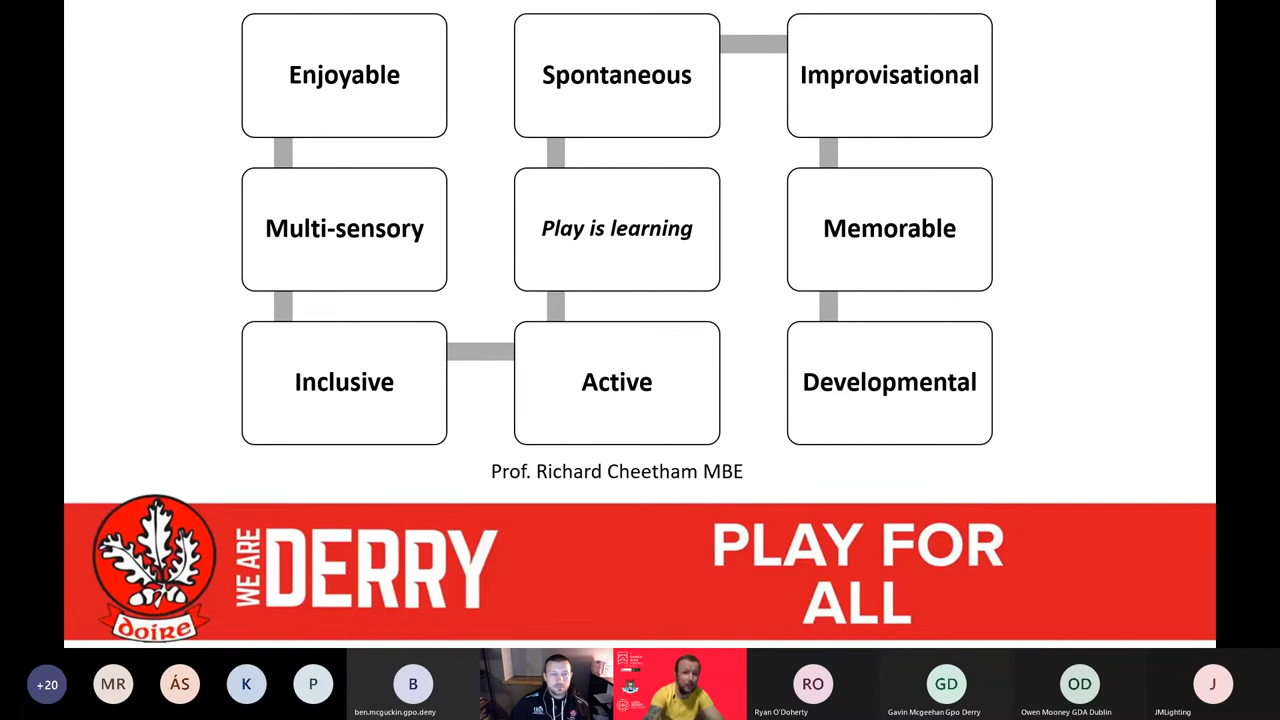 Enjoyable
Spontaneous
Improvisational
Multi-sensory
Play is learning
Memorable
Inclusive
Active
Developmental
Prof. Richard Cheetham MBE
WE ARE
DERRY
PLAY FOR
ALL
doire
+20
MR
ÁS
K
P
B
RO
GD
OD
J
ben.mcguckin.gpo.derry
Ryan O'Doherty
Gavin Mcgeehan Gpo Derry
Owen Mooney GDA Dublin
JMLighting